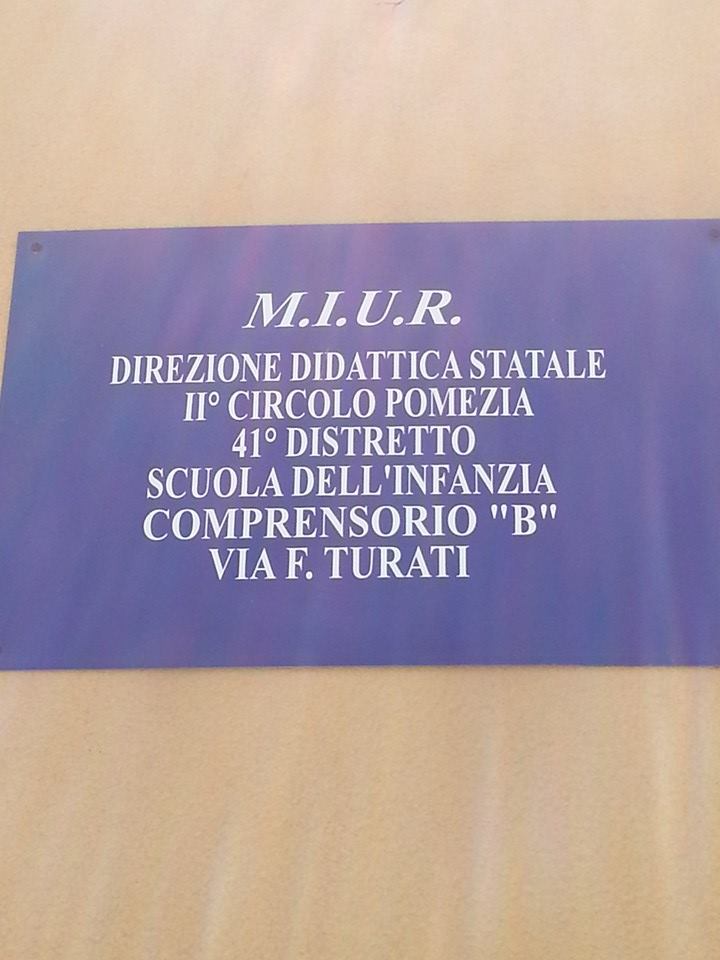 M.I.U.R.
DIREZIONE DIDATTICA STATALE
II° CIRCOLO POMEZIA
41° DISTRETTO
SCUOLA DELL'INFANZIA
COMPRENSORIO "B"
VIA F. TURATI